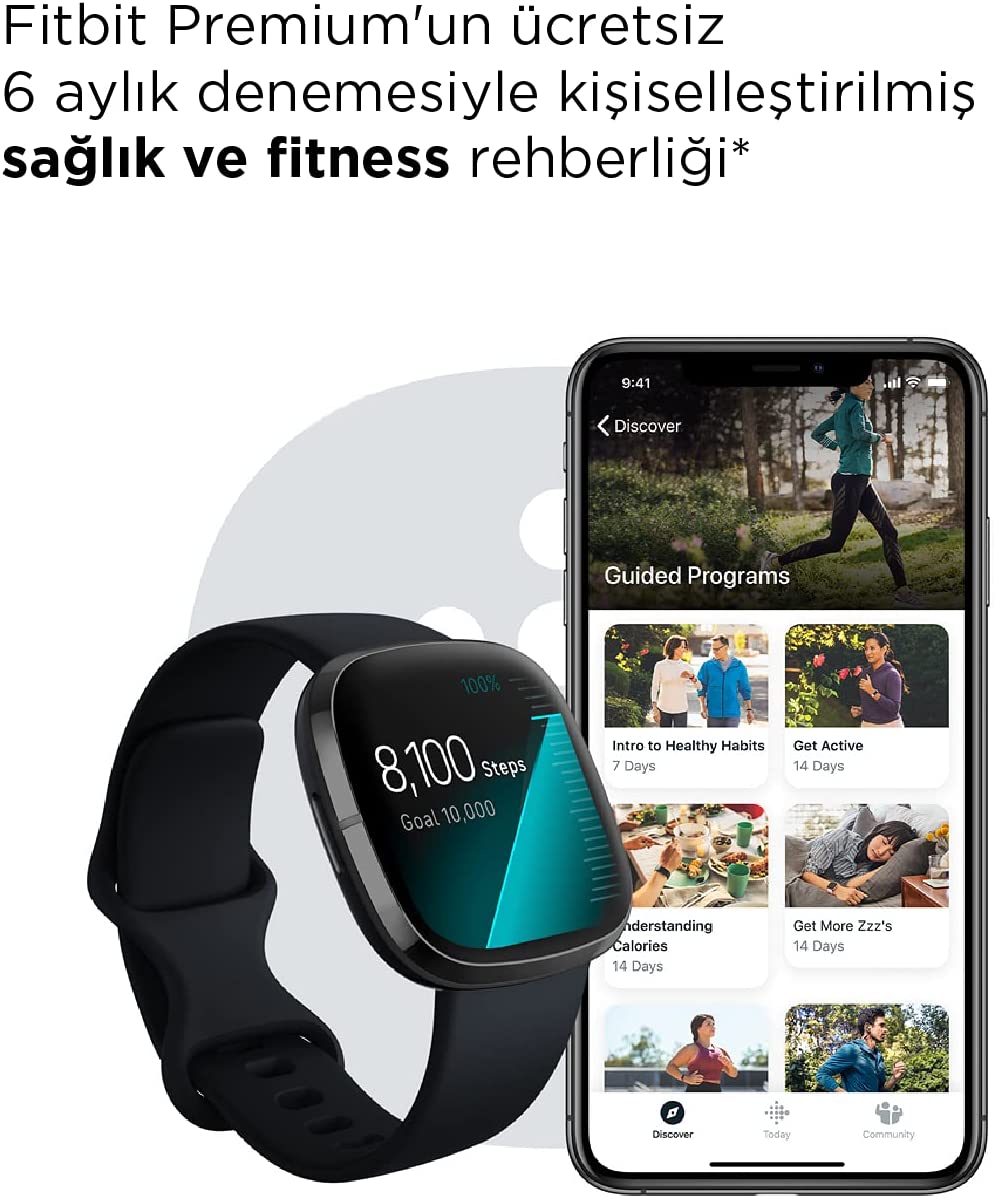 Fitbit Premium'un ücretsiz
6 aylık denemesiyle kişiselleştirilmiş
sağlık ve fitness rehberliği*
9:41
Discover
Guided Programs
100%
8,100 Steps
Goal 10,000
Intro to Healthy Habits
7 Days
Get Active
14 Days
nderstanding
Calories
14 Days
Get More Zzz's
14 Days
Discover
Today
Community